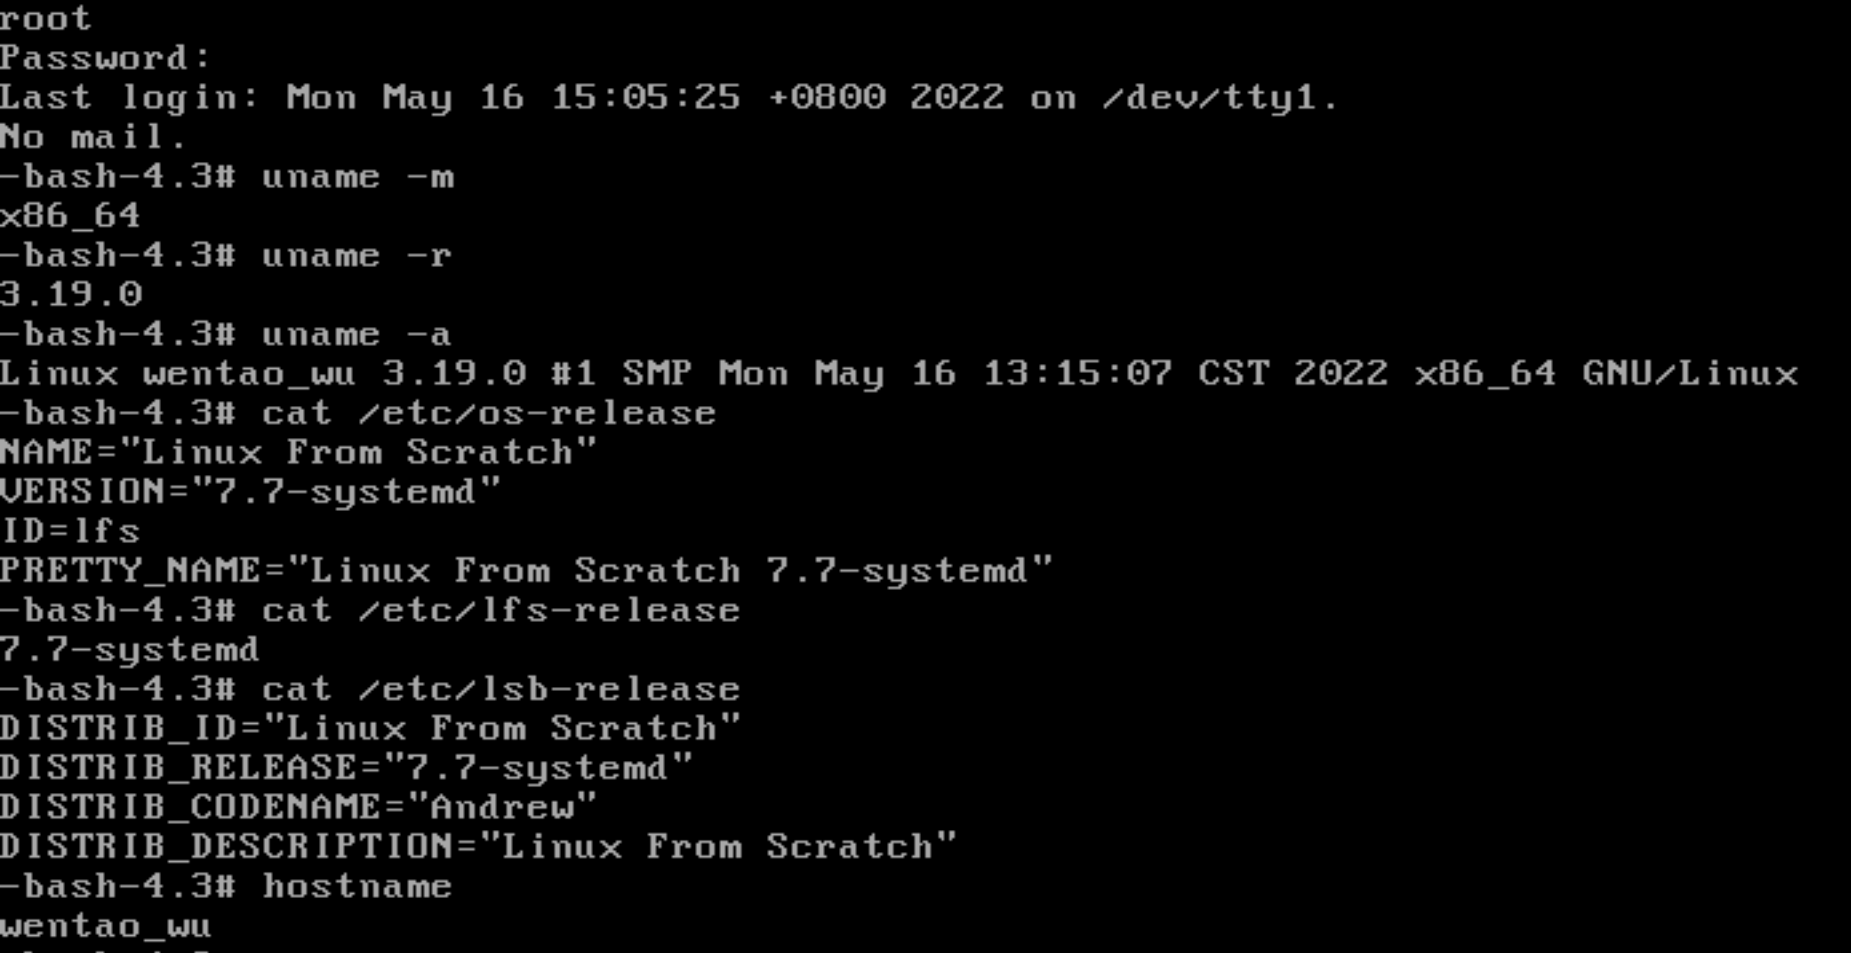 root
Password:
Last login: Mon May 16 15:05:25 +0800 2022 on /dev/tty1.
No mail.
-bash-4.3# uname -m
x86_64
-bash-4.3# uname -r
3.19.0
-bash-4.3# uname -a
Linux wentao_wu 3.19.0 #1 SMP Mon May 16 13:15:07 CST 2022 x86_64 GNU/Linux
-bash-4.3# cat /etc/os-release
NAME="Linux From Scratch"
VERSION="7.7-systemd"
ID=lfs
PRETTY_NAME="Linux From Scratch 7.7-systemd"
-bash-4.3# cat /etc/lfs-release
7.7-systemd
-bash-4.3# cat /etc/lsb-release
DISTRIB_ID="Linux From Scratch"
DISTRIB_RELEASE="7.7-systemd"
DISTRIB_CODENAME="Andrew"
DISTRIB_DESCRIPTION="Linux From Scratch"
-bash-4.3# hostname
wentao_wu